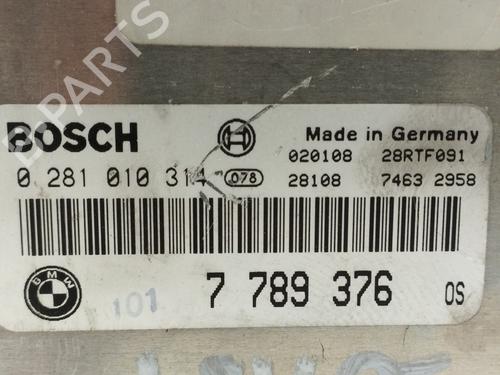 B-PARTS
BOSCH
Made in Germany
020108 28RTF091
0 281 010 314 078
28108 7463 2958
BMW
101
7 789 376 OS